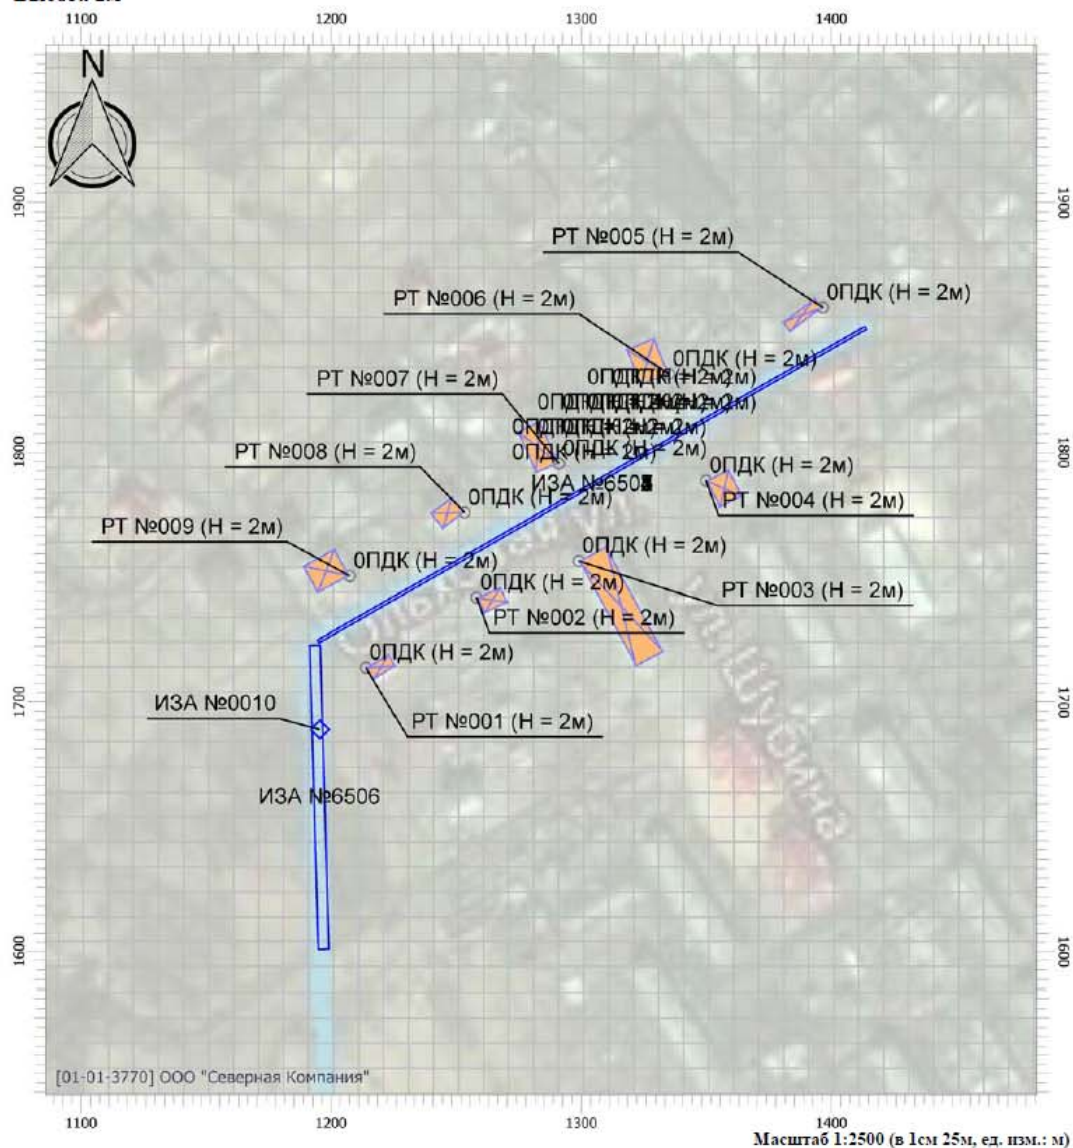 1100 1200 1300 1400
N
1900 1900
РТ №005 (Н = 2м)
0ПДК (Н = 2м)
РТ №006 (Н = 2м)
0ПДК (Н = 2м)
РТ №007 (Н = 2м)
0ПДК (Н = 2м)
1800 1800
РТ №008 (Н = 2м)
0ПДК (Н = 2м)
ИЗА №650
РТ №004 (Н = 2м)
0ПДК (Н = 2м)
РТ №009 (Н = 2м)
0ПДК (Н = 2м)
0ПДК (Н = 2м)
0ПДК (Н = 2м)
РТ №003 (Н = 2м)
РТ №002 (Н = 2м)
0ПДК (Н = 2м)
ул. Шубина
1700 1700
ИЗА №0010
РТ №001 (Н = 2м)
ИЗА №6506
1600 1600
[01-01-3770] ООО "Северная Компания"
1100 1200 1300 1400
Масштаб 1:2500 (в 1см 25м, ед. изм.: м)